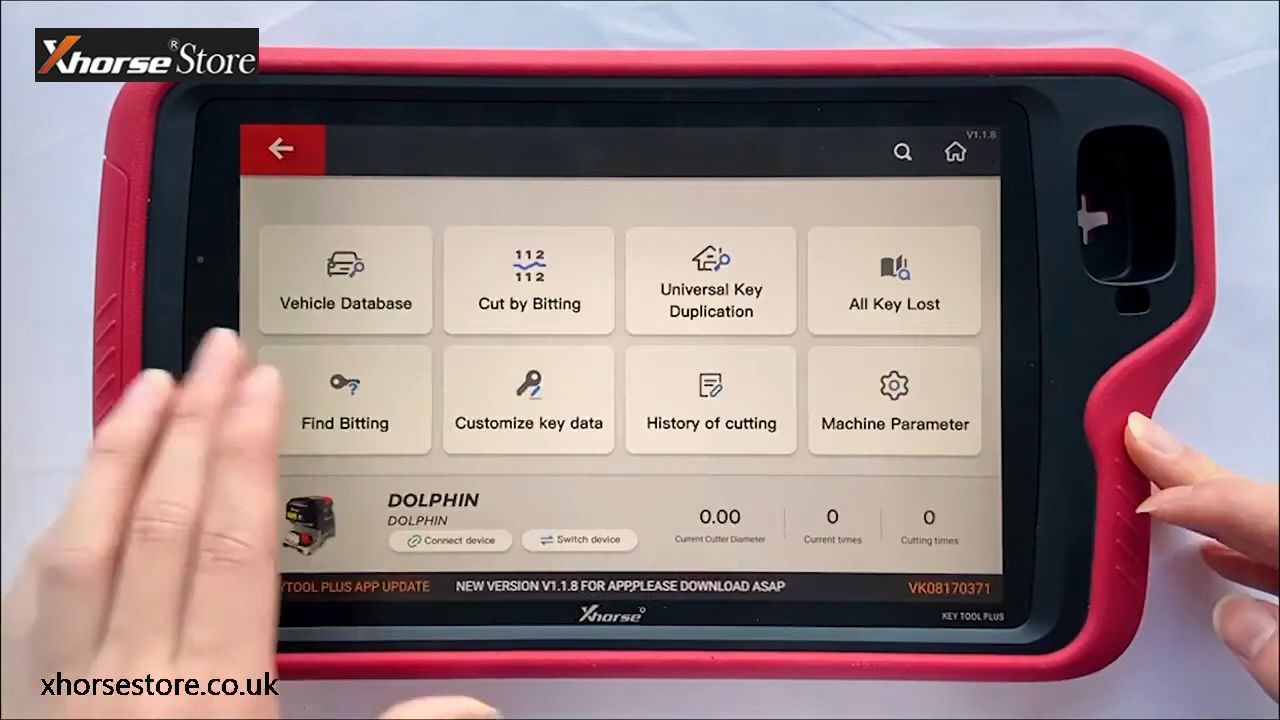 Xhorse® Store
V1.1.8
Vehicle Database
112
112
Cut by Bitting
Universal Key
Duplication
All Key Lost
Find Bitting
Customize key data
History of cutting
Machine Parameter
DOLPHIN
DOLPHIN
Connect device
Switch device
0.00
Current Cutter Diameter
0
Current times
0
Cutting times
YTOOL PLUS APP UPDATE NEW VERSION V1.1.8 FOR APP,PLEASE DOWNLOAD ASAP VK08170371
Xhorse
KEY TOOL PLUS
xhorsestore.co.uk